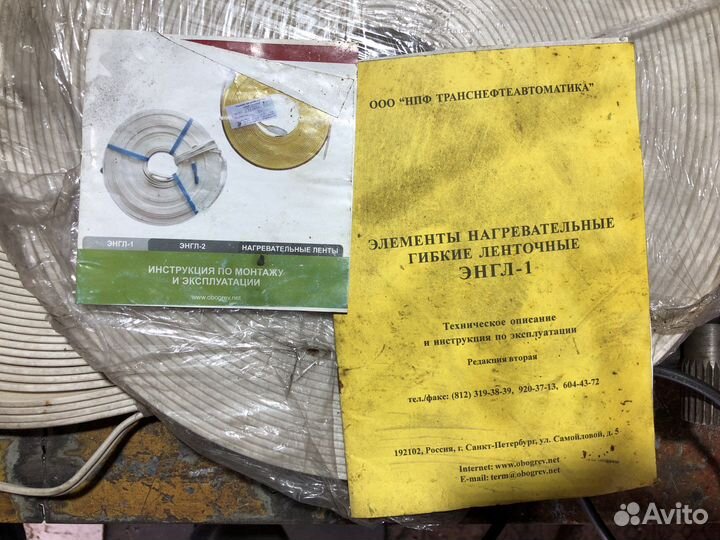 ЭНГЛ-1
ЭНГЛ-2
НАГРЕВАТЕЛЬНЫЕ ЛЕНТЫ
ИНСТРУКЦИЯ ПО МОНТАЖУ
И ЭКСПЛУАТАЦИИ
www.obogrev.net
ООО "НПФ ТРАНСНЕФТЕАВТОМАТИКА"
ЭЛЕМЕНТЫ НАГРЕВАТЕЛЬНЫЕ
ГИБКИЕ ЛЕНТОЧНЫЕ
ЭНГЛ-1
Техническое описание
и инструкция по эксплуатации
Редакция вторая
тел./факс: (812) 319-38-39, 920-37-13, 604-43-72
192102, Россия, г. Санкт-Петербург, ул. Самойловой, д. 5
Internet: www.obogrev.net
E-mail: term@obogrev.net
Avito